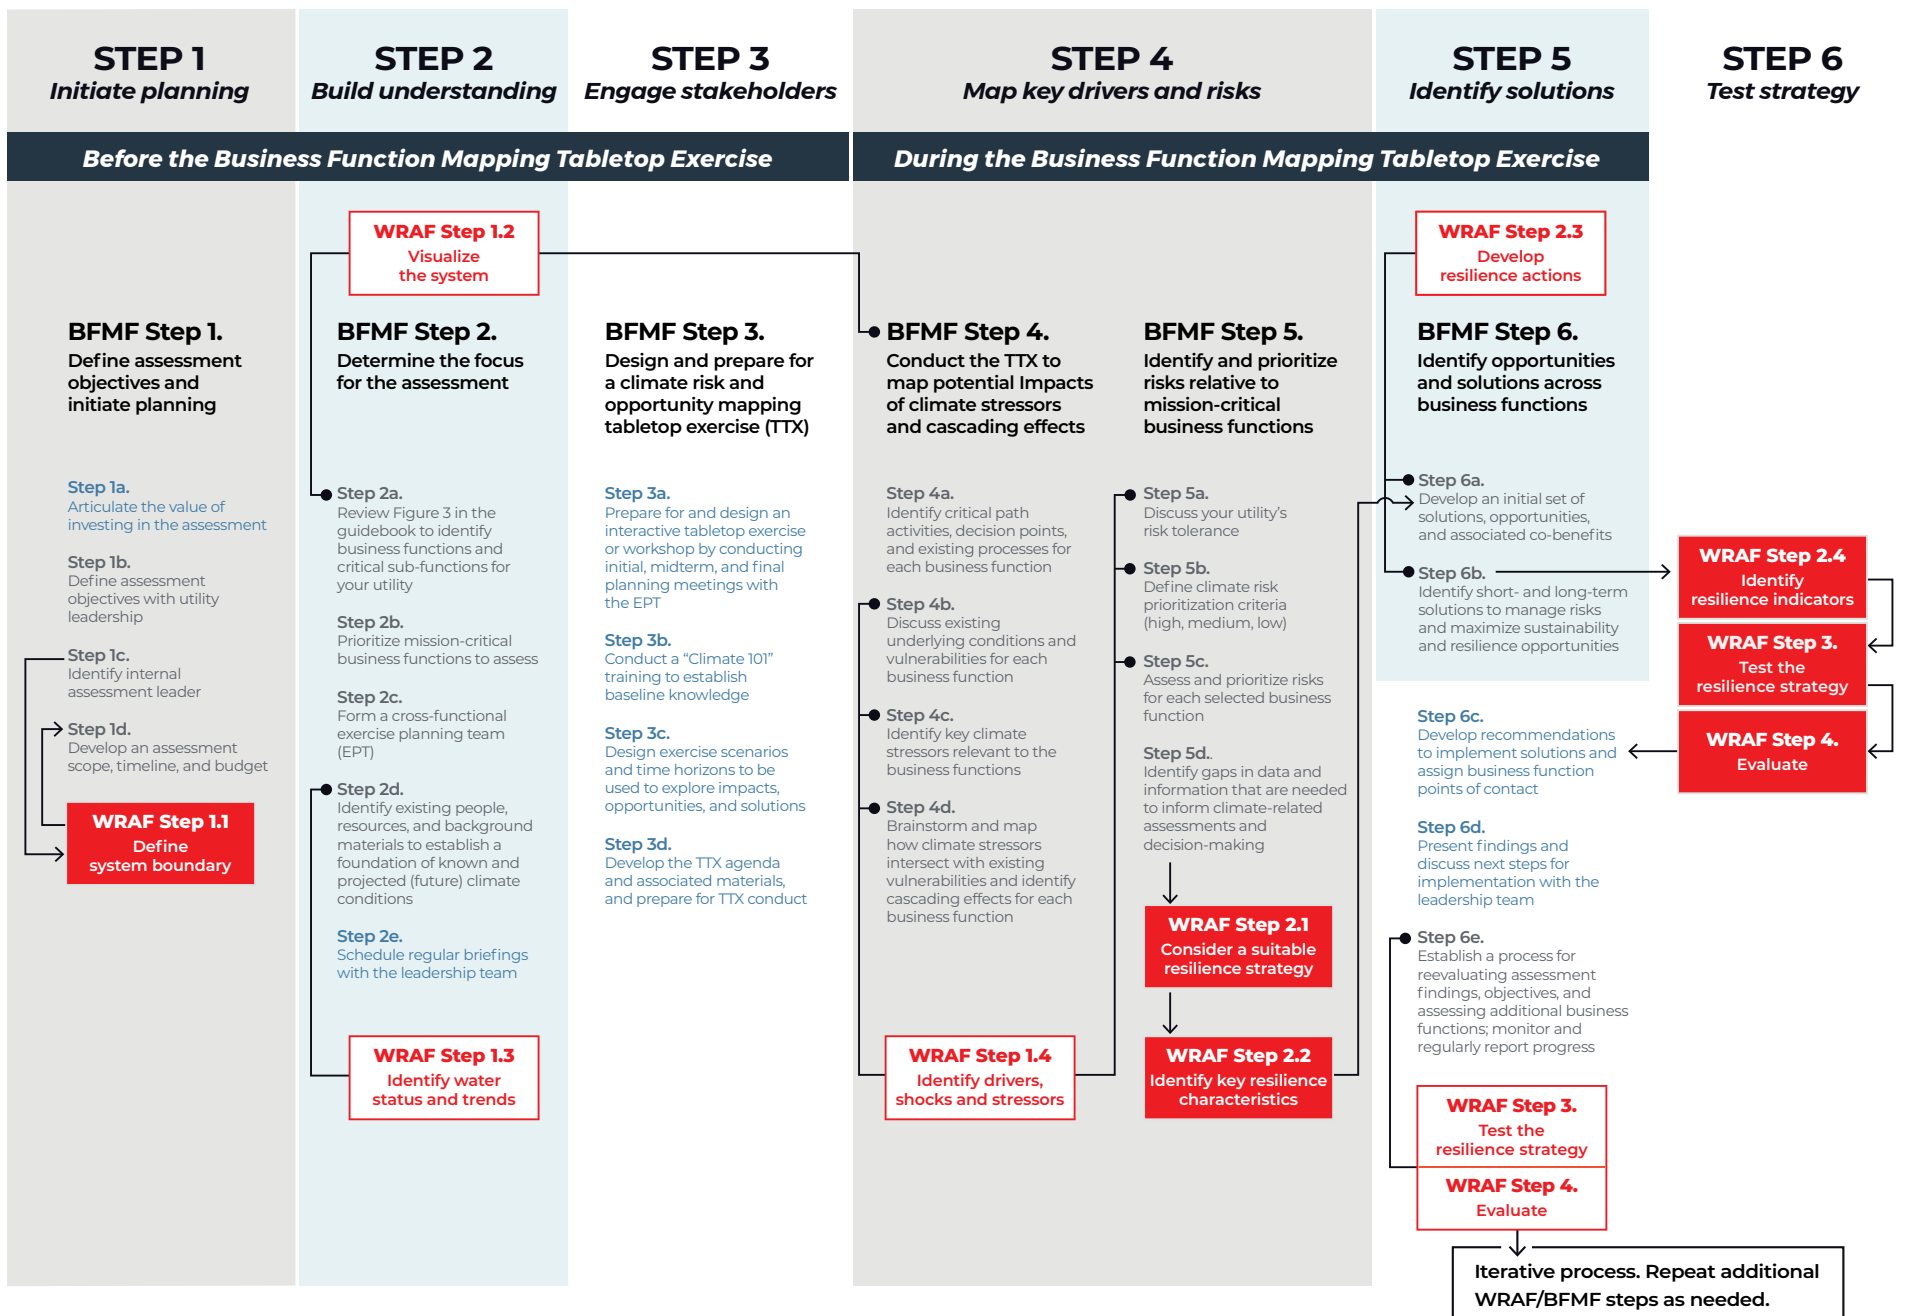 STEP 1
Initiate planning
STEP 2
Build understanding
STEP 3
Engage stakeholders
STEP 4
Map key drivers and risks
STEP 5
Identify solutions
STEP 6
Test strategy
Before the Business Function Mapping Tabletop Exercise
During the Business Function Mapping Tabletop Exercise
BFMF Step 1.
Define assessment
objectives and
initiate planning
Step 1a.
Articulate the value of
investing in the assessment
Step 1b.
Define assessment
objectives with utility
leadership
Step 1c.
Identify internal
assessment leader
Step 1d.
Develop an assessment
scope, timeline, and budget
WRAF Step 1.1
Define
system boundary
WRAF Step 1.2
Visualize
the system
BFMF Step 2.
Determine the focus
for the assessment
Step 2a.
Review Figure 3 in the
guidebook to identify
business functions and
critical sub-functions for
your utility
Step 2b.
Prioritize mission-critical
business functions to assess
Step 2c.
Form a cross-functional
exercise planning team
(EPT)
Step 2d.
Identify existing people,
resources, and background
materials to establish a
foundation of known and
projected (future) climate
conditions
Step 2e.
Schedule regular briefings
with the leadership team
WRAF Step 1.3
Identify water
status and trends
BFMF Step 3.
Design and prepare for
a climate risk and
opportunity mapping
tabletop exercise (TTX)
Step 3a.
Prepare for and design an
interactive tabletop exercise
or workshop by conducting
initial, midterm, and final
planning meetings with
the EPT
Step 3b.
Conduct a “Climate 101”
training to establish
baseline knowledge
Step 3c.
Design exercise scenarios
and time horizons to be
used to explore impacts,
opportunities, and solutions
Step 3d.
Develop the TTX agenda
and associated materials,
and prepare for TTX conduct
BFMF Step 4.
Conduct the TTX to
map potential Impacts
of climate stressors
and cascading effects
Step 4a.
Identify critical path
activities, decision points,
and existing processes for
each business function
Step 4b.
Discuss existing
underlying conditions and
vulnerabilities for each
business function
Step 4c.
Identify key climate
stressors relevant to the
business functions
Step 4d.
Brainstorm and map
how climate stressors
intersect with existing
vulnerabilities and identify
cascading effects for each
business function
WRAF Step 1.4
Identify drivers,
shocks and stressors
BFMF Step 5.
Identify and prioritize
risks relative to
mission-critical
business functions
Step 5a.
Discuss your utility’s
risk tolerance
Step 5b.
Define climate risk
prioritization criteria
(high, medium, low)
Step 5c.
Assess and prioritize risks
for each selected business
function
Step 5d..
Identify gaps in data and
information that are needed
to inform climate-related
assessments and
decision-making
WRAF Step 2.1
Consider a suitable
resilience strategy
WRAF Step 2.2
Identify key resilience
characteristics
WRAF Step 2.3
Develop
resilience actions
BFMF Step 6.
Identify opportunities
and solutions across
business functions
Step 6a.
Develop an initial set of
solutions, opportunities,
and associated co-benefits
Step 6b.
Identify short- and long-term
solutions to manage risks
and maximize sustainability
and resilience opportunities
Step 6c.
Develop recommendations
to implement solutions and
assign business function
points of contact
Step 6d.
Present findings and
discuss next steps for
implementation with the
leadership team
Step 6e.
Establish a process for
reevaluating assessment
findings, objectives, and
assessing additional business
functions; monitor and
regularly report progress
WRAF Step 3.
Test the
resilience strategy
WRAF Step 4.
Evaluate
WRAF Step 2.4
Identify
resilience indicators
WRAF Step 3.
Test the
resilience strategy
WRAF Step 4.
Evaluate
Iterative process. Repeat additional
WRAF/BFMF steps as needed.